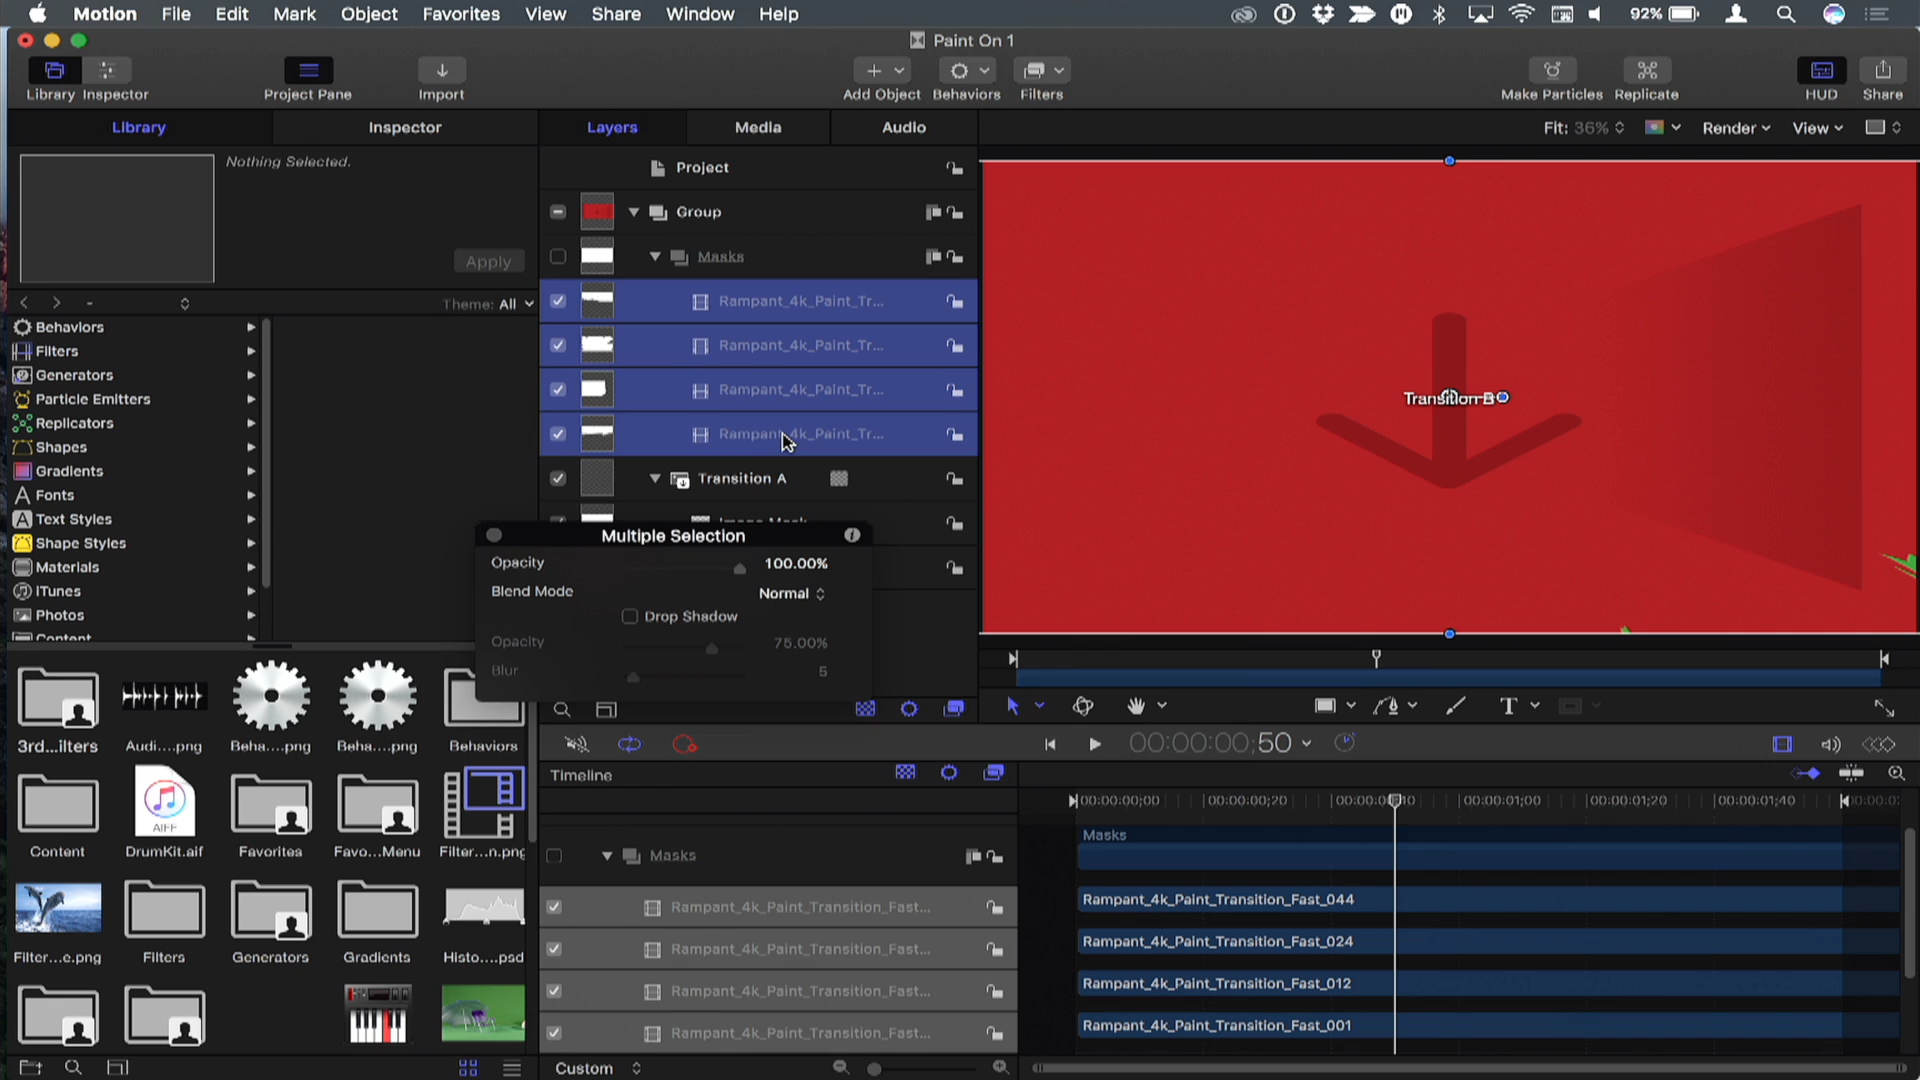 Motion File Edit Mark Object Favorites View Share Window Help
92%
Paint On 1
Library Inspector Project Pane Import Add Object Behaviors Filters Make Particles Replicate HUD Share
Library Inspector Layers Media Audio
Fit: 36% Render View
Nothing Selected.
Project
Group
Apply
Masks
Theme: All
Rampant_4k_Paint_Tr...
Rampant_4k_Paint_Tr...
Rampant_4k_Paint_Tr...
Rampant_4k_Paint_Tr...
Transition A
Image Mask
Behaviors
Filters
Generators
Particle Emitters
Replicators
Shapes
Gradients
Fonts
Text Styles
Shape Styles
Materials
iTunes
Photos
Content
Transition B
Multiple Selection
Opacity 100.00%
Blend Mode Normal
Drop Shadow
Opacity 75.00%
Blur 5
3rd...ilters Audi....png Beha....png Beha....png Behaviors
AIFF
Content DrumKit.aif Favorites Favo...Menu Filter...n.png
Filter...e.png Filters Generators Gradients Histo....psd
T
00:00:00;50
Timeline
00:00:00;00 00:00:00;20 00:00:01;00 00:00:01;20 00:00:01;40
Masks
Masks
Rampant_4k_Paint_Transition_Fast...
Rampant_4k_Paint_Transition_Fast...
Rampant_4k_Paint_Transition_Fast...
Rampant_4k_Paint_Transition_Fast...
Rampant_4k_Paint_Transition_Fast_044
Rampant_4k_Paint_Transition_Fast_024
Rampant_4k_Paint_Transition_Fast_012
Rampant_4k_Paint_Transition_Fast_001
Custom